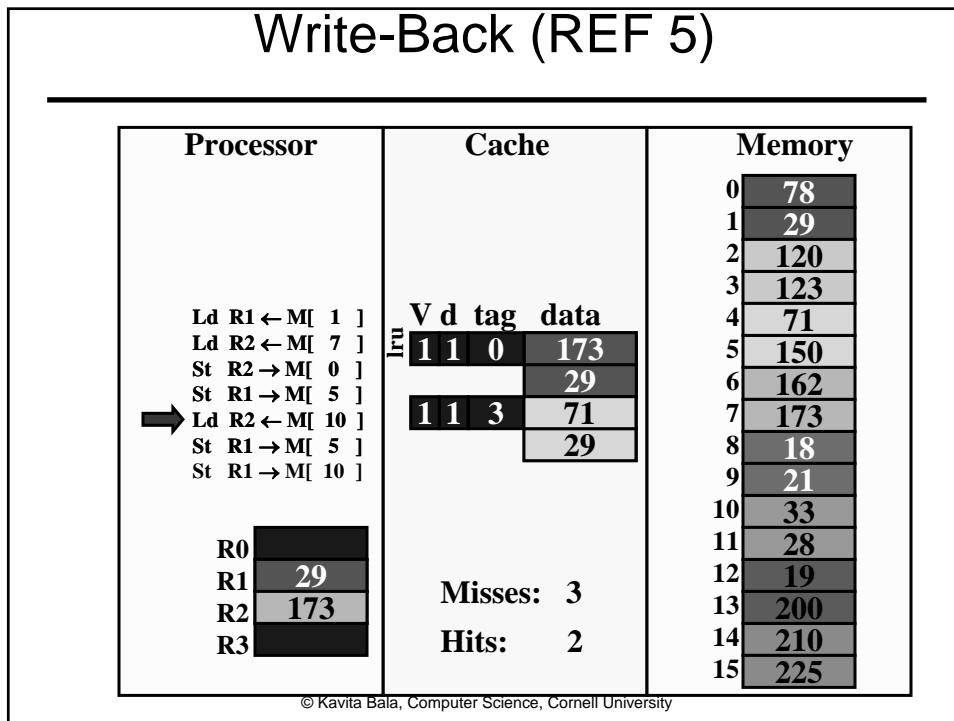 Write-Back (REF 5)
Processor
Cache
Memory
Ld R1 ← M[ 1 ]
Ld R2 ← M[ 7 ]
St R2 → M[ 0 ]
St R1 → M[ 5 ]
Ld R2 ← M[ 10 ]
St R1 → M[ 5 ]
St R1 → M[ 10 ]
R0
R1 29
R2 173
R3
V d tag data
lru
1 1 0 173
29
1 1 3 71
29
Misses: 3
Hits: 2
0 78
1 29
2 120
3 123
4 71
5 150
6 162
7 173
8 18
9 21
10 33
11 28
12 19
13 200
14 210
15 225
© Kavita Bala, Computer Science, Cornell University